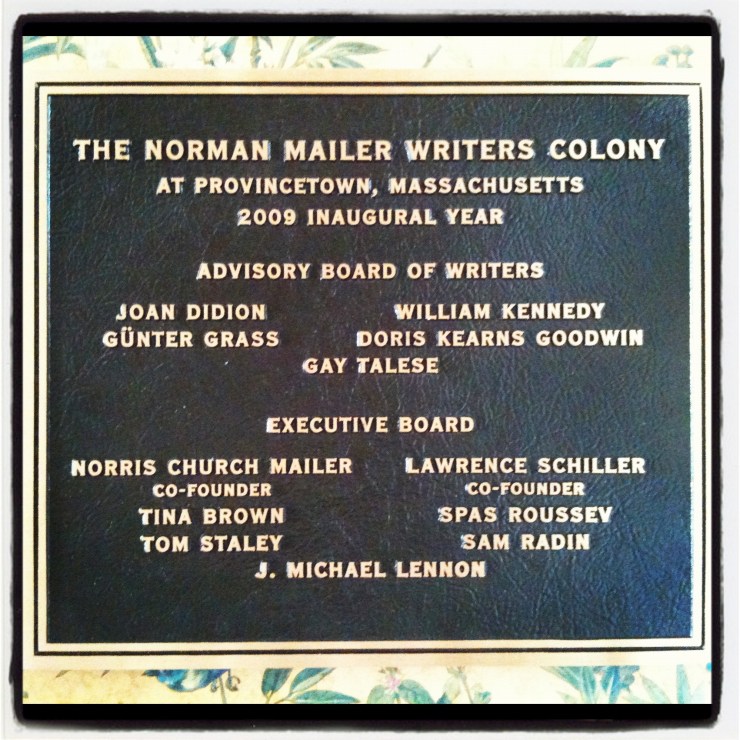 THE NORMAN MAILER WRITERS COLONY
AT PROVINCETOWN, MASSACHUSETTS
2009 INAUGURAL YEAR
ADVISORY BOARD OF WRITERS
JOAN DIDION WILLIAM KENNEDY
GÜNTER GRASS DORIS KEARNS GOODWIN
GAY TALESE
EXECUTIVE BOARD
NORRIS CHURCH MAILER LAWRENCE SCHILLER
CO-FOUNDER CO-FOUNDER
TINA BROWN SPAS ROUSSEV
TOM STALEY SAM RADIN
J. MICHAEL LENNON